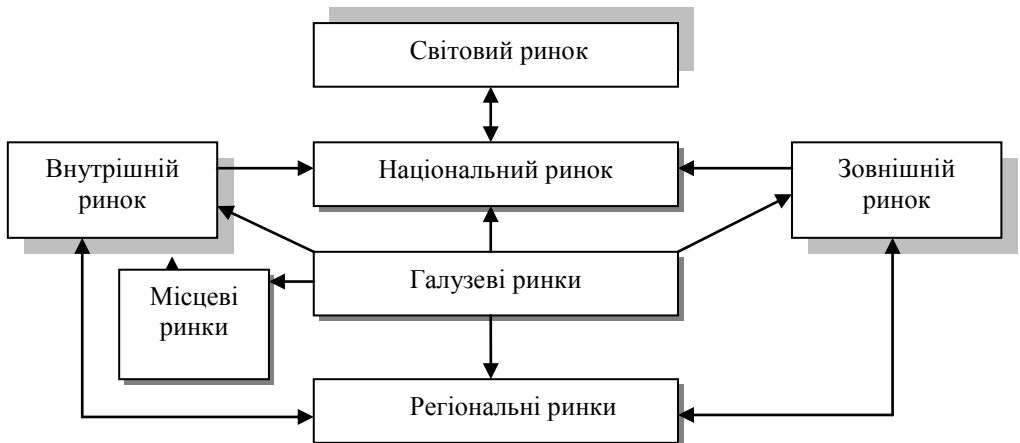 Світовий ринок
Внутрішній
ринок
Національний ринок
Зовнішній
ринок
Галузеві ринки
Місцеві
ринки
Регіональні ринки